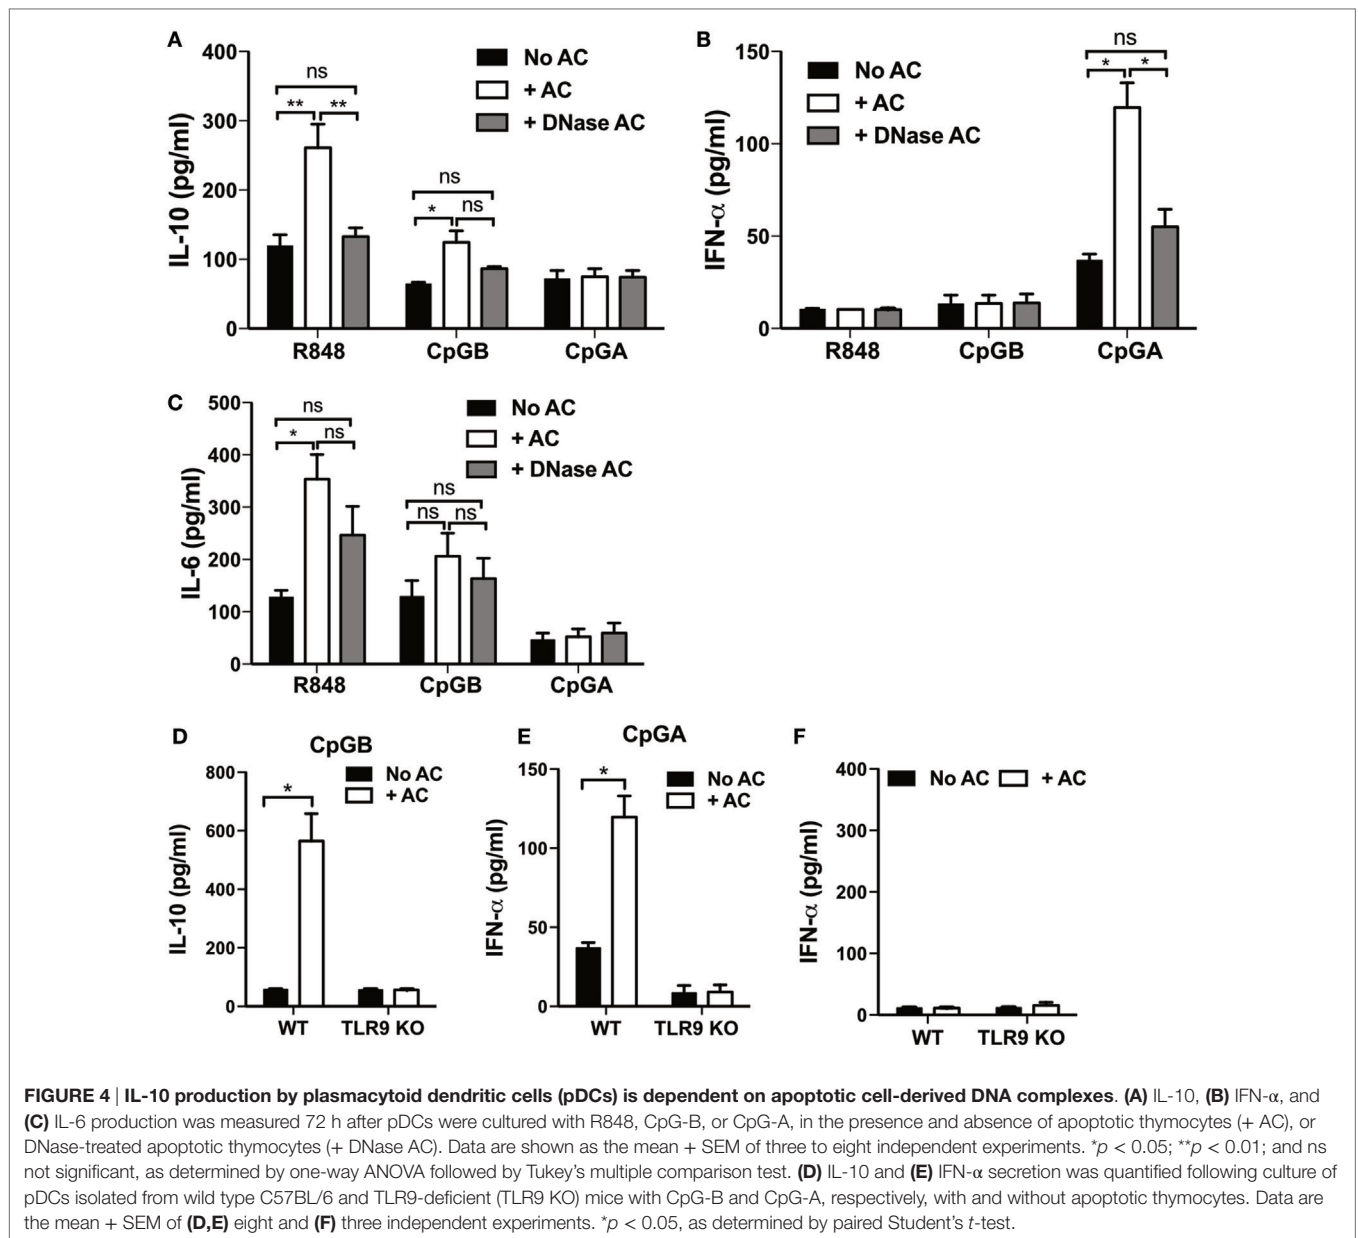 A
400
300
200
100
0
IL-10 (pg/ml)
No AC
+ AC
+ DNase AC
ns
** **
ns
* ns
R848 CpGB CpGA
B
150
100
50
0
IFN-α (pg/ml)
No AC
+ AC
+ DNase AC
ns
* *
R848 CpGB CpGA
C
500
400
300
200
100
0
IL-6 (pg/ml)
No AC
+ AC
+ DNase AC
ns
* ns
ns
ns ns
R848 CpGB CpGA
D
CpGB
800
600
400
200
0
IL-10 (pg/ml)
No AC
+ AC
*
WT TLR9 KO
E
CpGA
150
100
50
0
IFN-α (pg/ml)
No AC
+ AC
*
WT TLR9 KO
F
400
300
200
100
0
IFN-α (pg/ml)
No AC + AC
WT TLR9 KO
FIGURE 4 | IL-10 production by plasmacytoid dendritic cells (pDCs) is dependent on apoptotic cell-derived DNA complexes. (A) IL-10, (B) IFN-α, and
(C) IL-6 production was measured 72 h after pDCs were cultured with R848, CpG-B, or CpG-A, in the presence and absence of apoptotic thymocytes (+ AC), or
DNase-treated apoptotic thymocytes (+ DNase AC). Data are shown as the mean + SEM of three to eight independent experiments. *p < 0.05; **p < 0.01; and ns
not significant, as determined by one-way ANOVA followed by Tukey’s multiple comparison test. (D) IL-10 and (E) IFN-α secretion was quantified following culture of
pDCs isolated from wild type C57BL/6 and TLR9-deficient (TLR9 KO) mice with CpG-B and CpG-A, respectively, with and without apoptotic thymocytes. Data are
the mean + SEM of (D,E) eight and (F) three independent experiments. *p < 0.05, as determined by paired Student’s t-test.